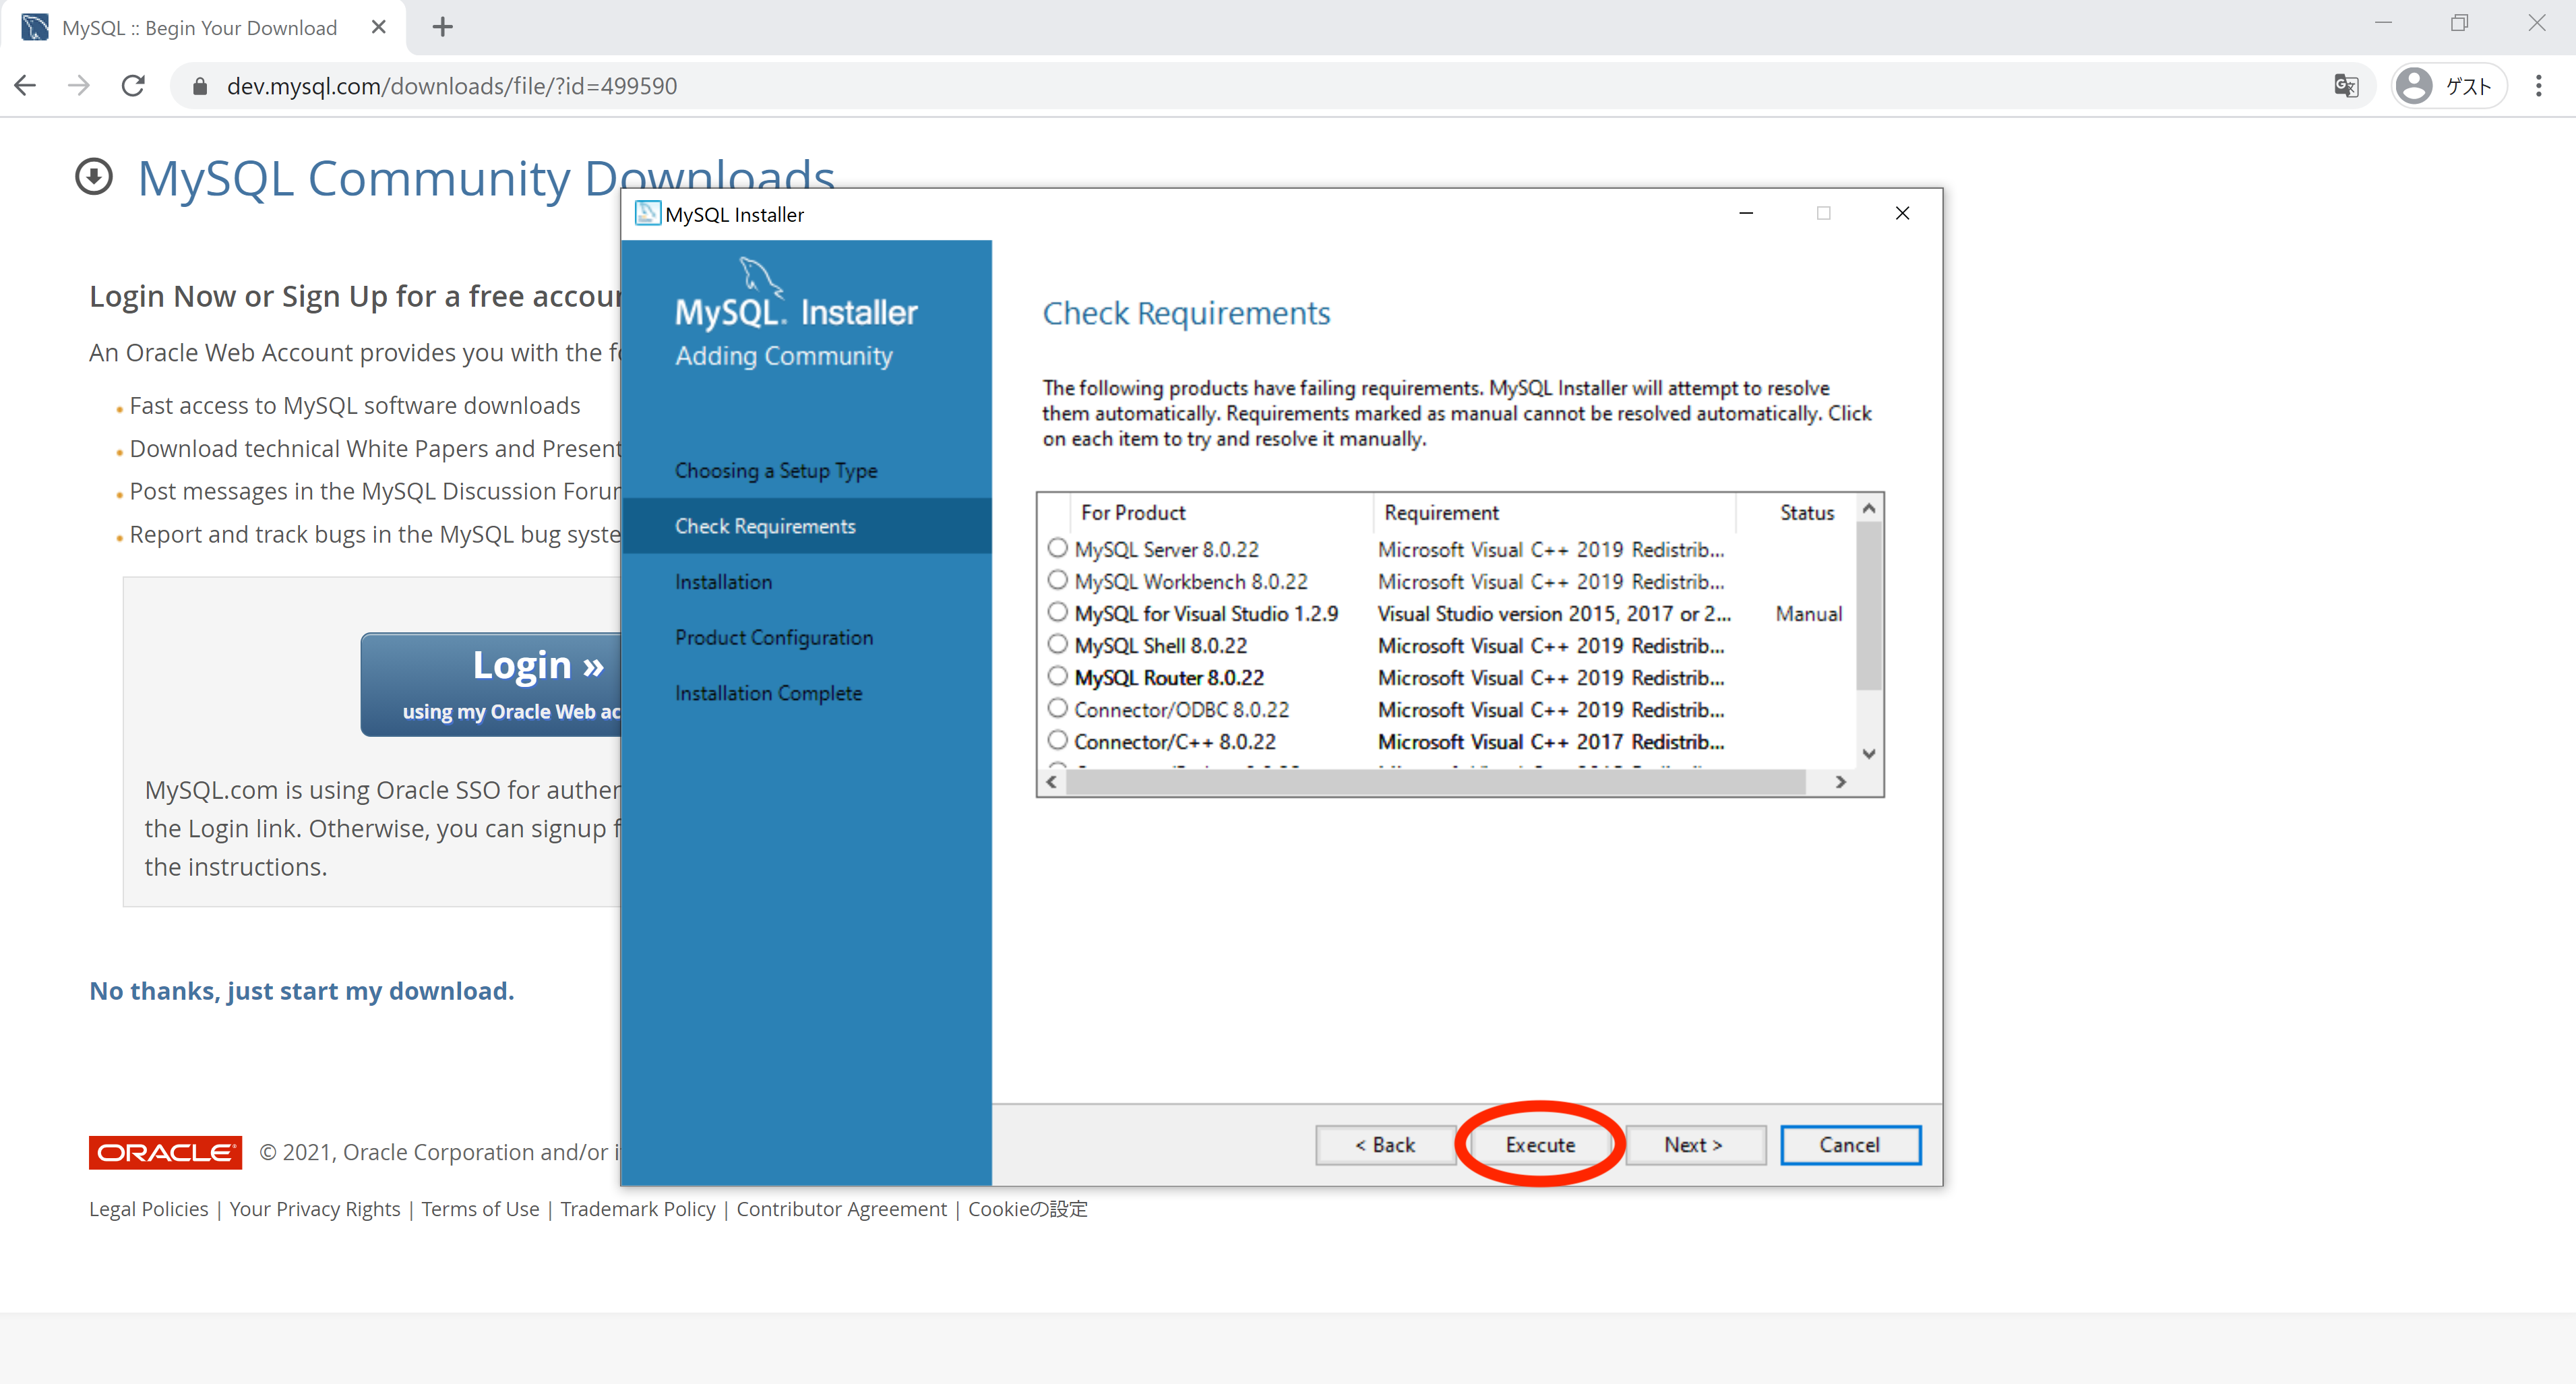 MySQL :: Begin Your Download
dev.mysql.com/downloads/file/?id=499590
ゲスト
MySQL Community Downloads
Login Now or Sign Up for a free accou
An Oracle Web Account provides you with the
Fast access to MySQL software downloads
Download technical White Papers and Present
Post messages in the MySQL Discussion Foru
Report and track bugs in the MySQL bug syste
Login »
using my Oracle Web ac
MySQL.com is using Oracle SSO for authen
the Login link. Otherwise, you can signup f
the instructions.
No thanks, just start my download.
ORACLE © 2021, Oracle Corporation and/or i
Legal Policies | Your Privacy Rights | Terms of Use | Trademark Policy | Contributor Agreement | Cookieの設定
MySQL Installer
MySQL. Installer
Adding Community
Choosing a Setup Type
Check Requirements
Installation
Product Configuration
Installation Complete
Check Requirements
The following products have failing requirements. MySQL Installer will attempt to resolve
them automatically. Requirements marked as manual cannot be resolved automatically. Click
on each item to try and resolve it manually.
For Product Requirement Status
MySQL Server 8.0.22 Microsoft Visual C++ 2019 Redistrib...
MySQL Workbench 8.0.22 Microsoft Visual C++ 2019 Redistrib...
MySQL for Visual Studio 1.2.9 Visual Studio version 2015, 2017 or 2... Manual
MySQL Shell 8.0.22 Microsoft Visual C++ 2019 Redistrib...
MySQL Router 8.0.22 Microsoft Visual C++ 2019 Redistrib...
Connector/ODBC 8.0.22 Microsoft Visual C++ 2019 Redistrib...
Connector/C++ 8.0.22 Microsoft Visual C++ 2017 Redistrib...
< Back Execute Next > Cancel